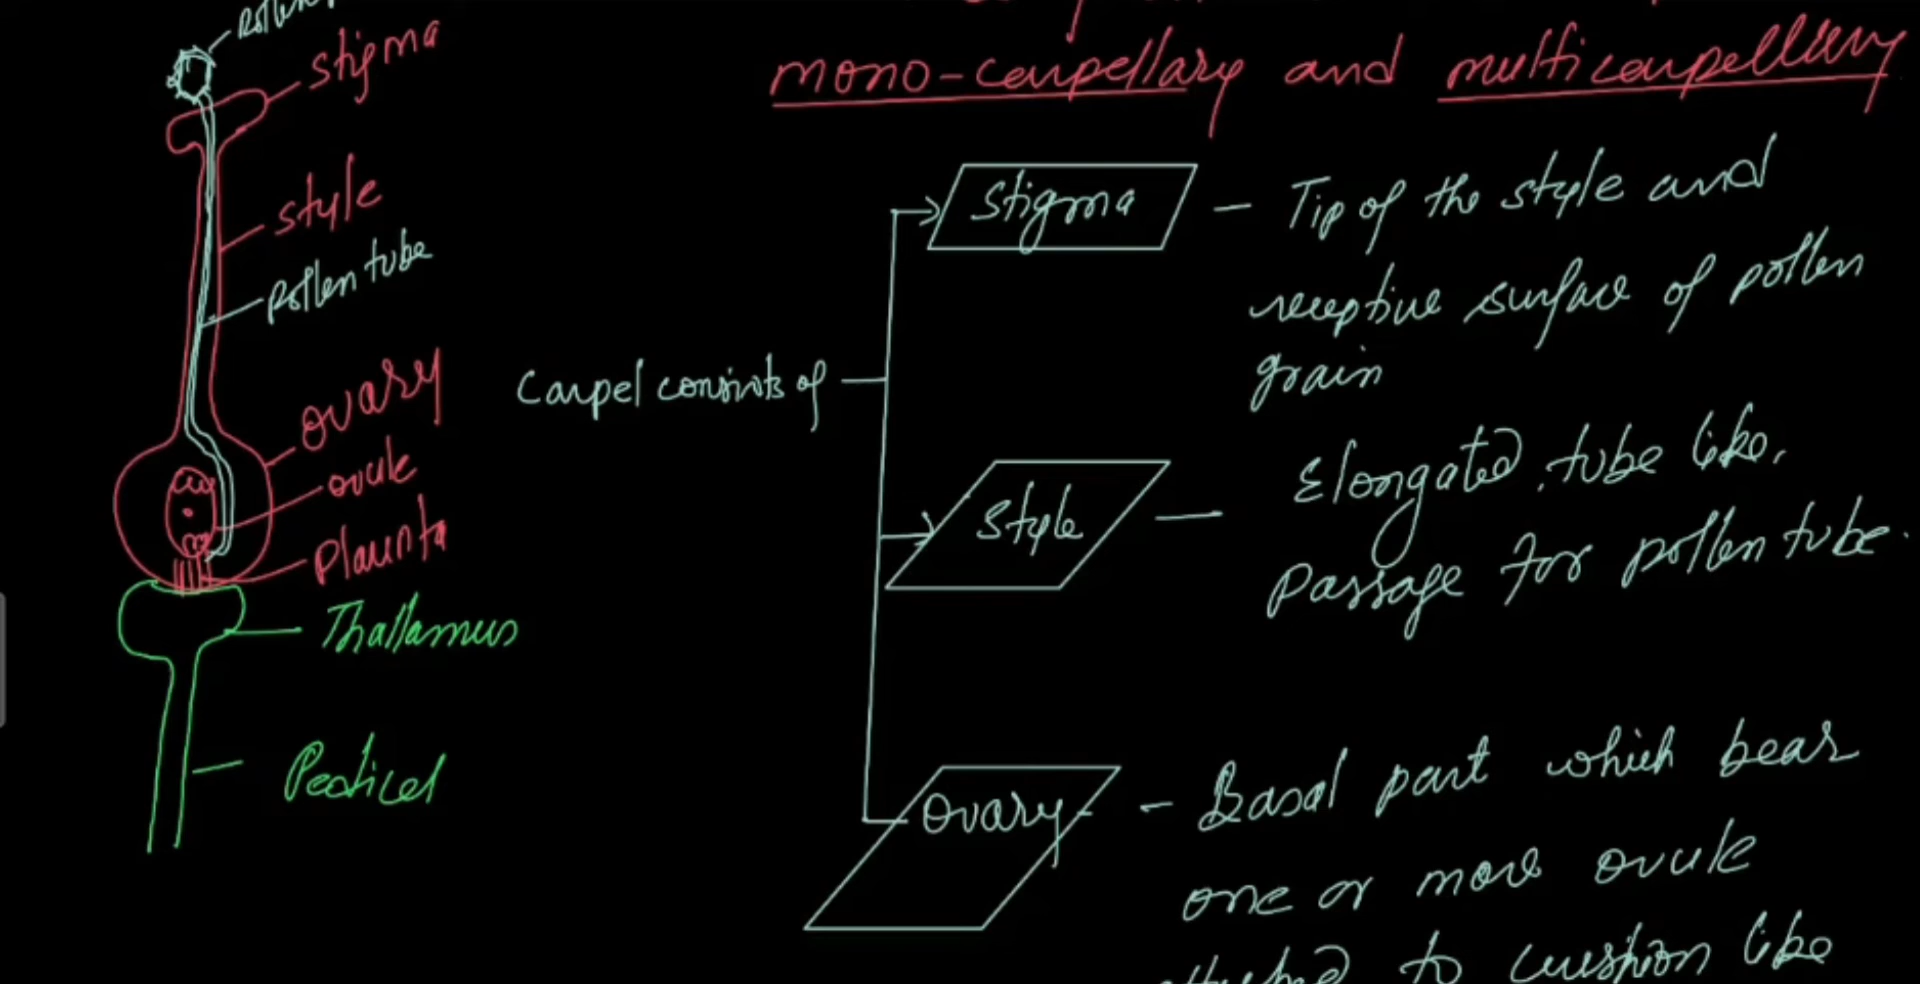 stigma
style
pollen tube
ovary
ovule
Thallamus
Pedicel
mono-carpellary and multicarpellary
Carpel consists of
Stigma - Tip of the style and
receptive surface of pollen
grain
Style - Elongated, tube like,
Passage for pollen tube.
Ovary - Basal part which bear
one or more ovule
to cushion like